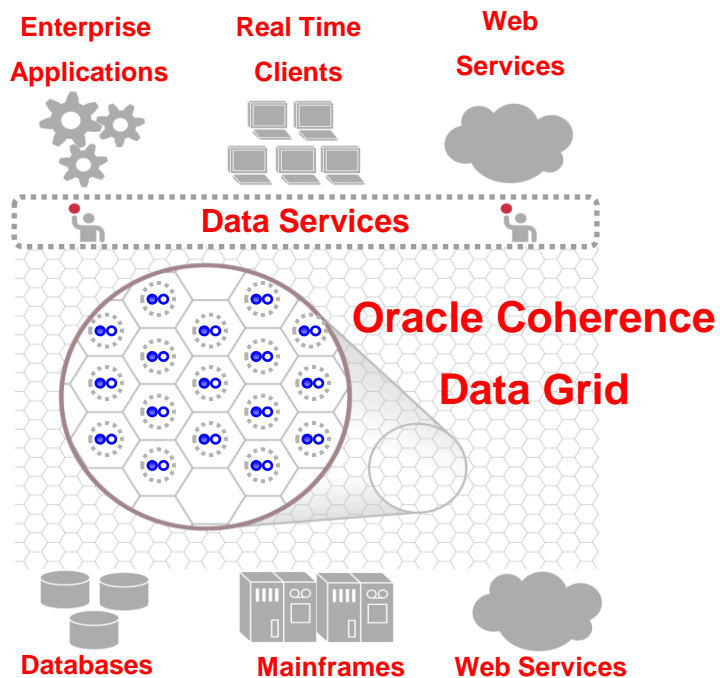 Enterprise
Applications
Real Time
Clients
Web
Services
Data Services
Oracle Coherence
Data Grid
Databases
Mainframes
Web Services